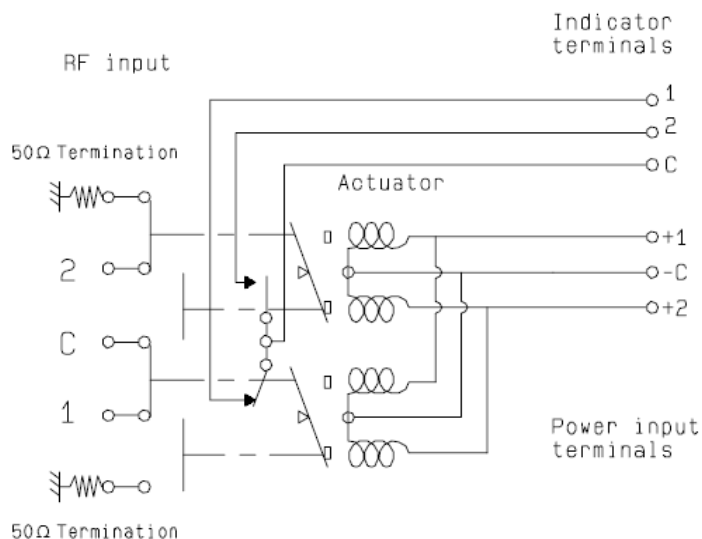 Indicator
terminals
RF input
1
2
50Ω Termination
C
Actuator
+1
2
-C
+2
C
1
Power input
terminals
50Ω Termination